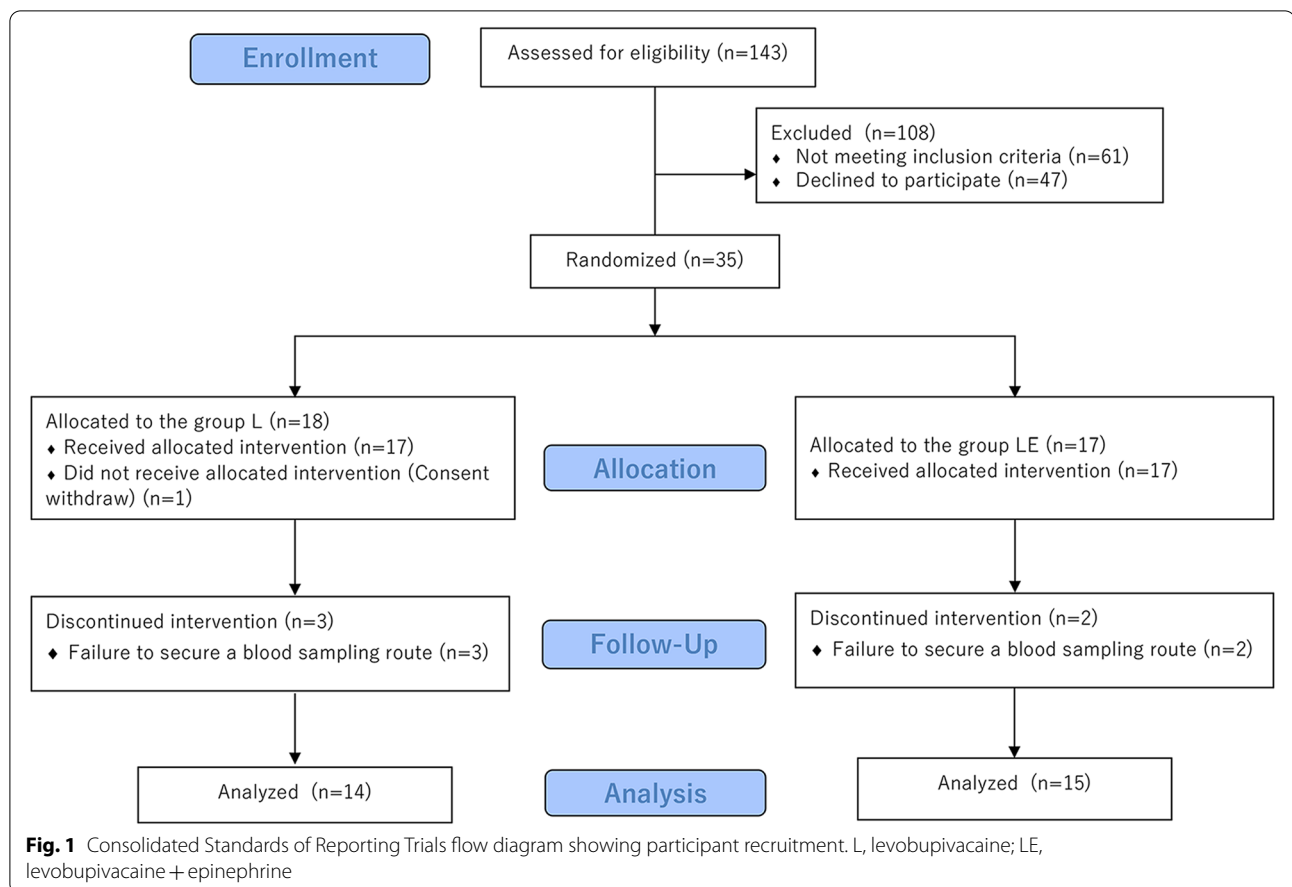 Enrollment
Assessed for eligibility (n=143)
Excluded (n=108)
♦ Not meeting inclusion criteria (n=61)
♦ Declined to participate (n=47)
Randomized (n=35)
Allocated to the group L (n=18)
♦ Received allocated intervention (n=17)
♦ Did not receive allocated intervention (Consent
withdraw) (n=1)
Allocation
Allocated to the group LE (n=17)
♦ Received allocated intervention (n=17)
Discontinued intervention (n=3)
♦ Failure to secure a blood sampling route (n=3)
Follow-Up
Discontinued intervention (n=2)
♦ Failure to secure a blood sampling route (n=2)
Analyzed (n=14)
Analysis
Analyzed (n=15)
Fig. 1 Consolidated Standards of Reporting Trials flow diagram showing participant recruitment. L, levobupivacaine; LE,
levobupivacaine + epinephrine